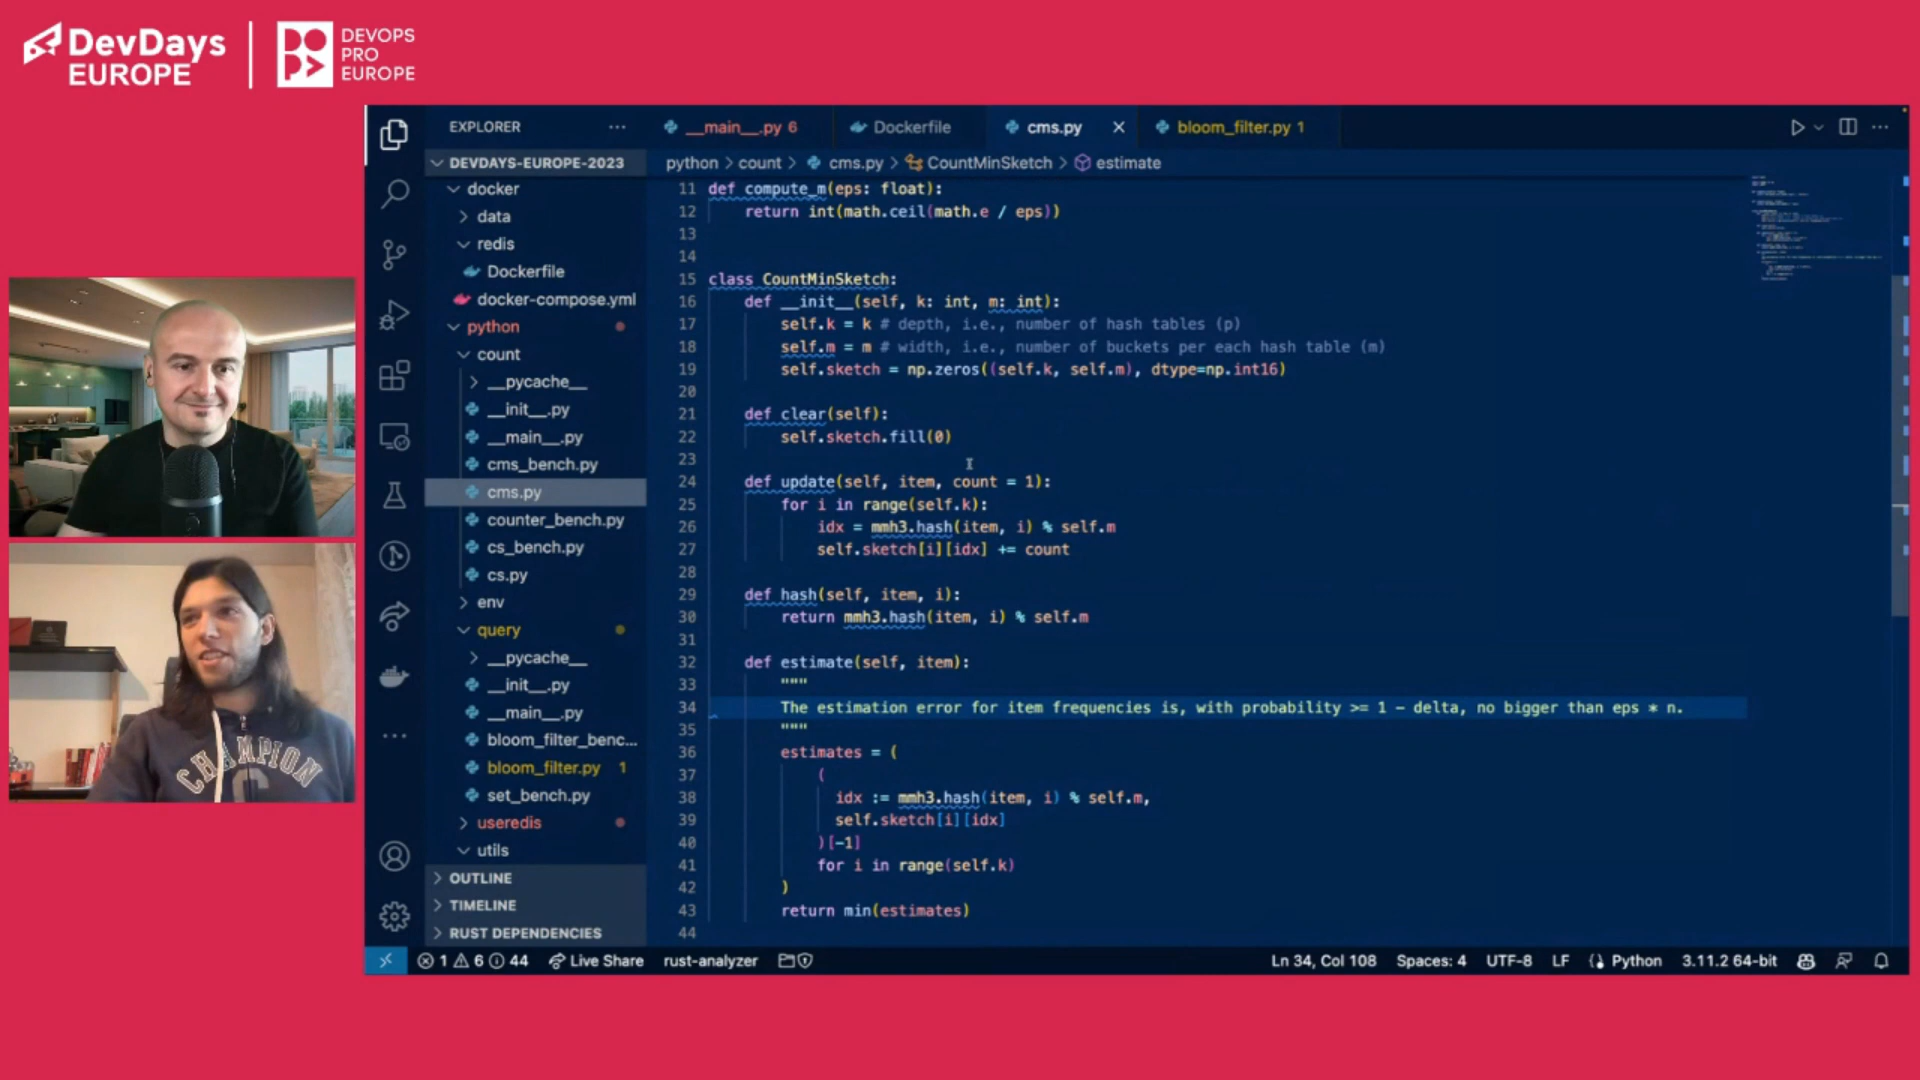 DevDays
EUROPE
DEVOPS
PRO
EUROPE
EXPLORER ···
__main__.py 6
Dockerfile
cms.py
bloom_filter.py 1
DEVDAYS-EUROPE-2023
python > count > cms.py > CountMinSketch > estimate
docker
data
redis
Dockerfile
docker-compose.yml
python
count
__pycache__
__init__.py
__main__.py
cms_bench.py
cms.py
counter_bench.py
cs_bench.py
cs.py
env
query
__pycache__
__init__.py
__main__.py
bloom_filter_benc...
bloom_filter.py 1
set_bench.py
useredis
utils
OUTLINE
TIMELINE
RUST DEPENDENCIES
11 def compute_m(eps: float):
12 return int(math.ceil(math.e / eps))
13
14
15 class CountMinSketch:
16 def __init__(self, k: int, m: int):
17 self.k = k # depth, i.e., number of hash tables (p)
18 self.m = m # width, i.e., number of buckets per each hash table (m)
19 self.sketch = np.zeros((self.k, self.m), dtype=np.int16)
20
21 def clear(self):
22 self.sketch.fill(0)
23
24 def update(self, item, count = 1):
25 for i in range(self.k):
26 idx = mmh3.hash(item, i) % self.m
27 self.sketch[i][idx] += count
28
29 def hash(self, item, i):
30 return mmh3.hash(item, i) % self.m
31
32 def estimate(self, item):
33 """
34 The estimation error for item frequencies is, with probability >= 1 - delta, no bigger than eps * n.
35 """
36 estimates = (
37 (
38 idx := mmh3.hash(item, i) % self.m,
39 self.sketch[i][idx]
40 )[-1]
41 for i in range(self.k)
42 )
43 return min(estimates)
44
CHAMPION
1 6 44 Live Share rust-analyzer
Ln 34, Col 108 Spaces: 4 UTF-8 LF Python 3.11.2 64-bit